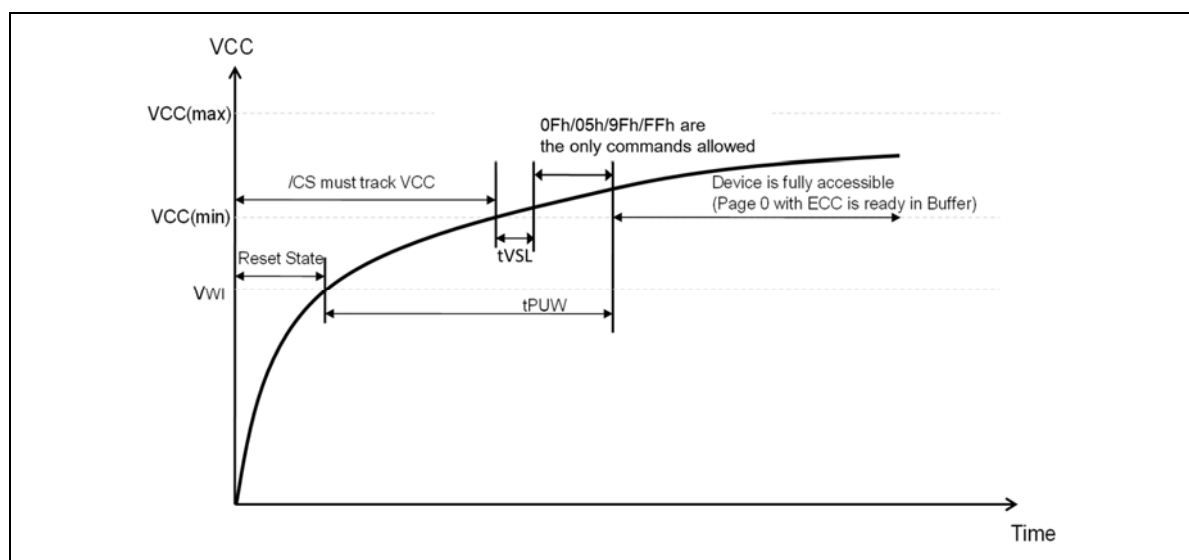 VCC
VCC(max)
0Fh/05h/9Fh/FFh are
the only commands allowed
/CS must track VCC
Device is fully accessible
(Page 0 with ECC is ready in Buffer)
VCC(min)
tVSL
Reset State
VWI
tPUW
Time